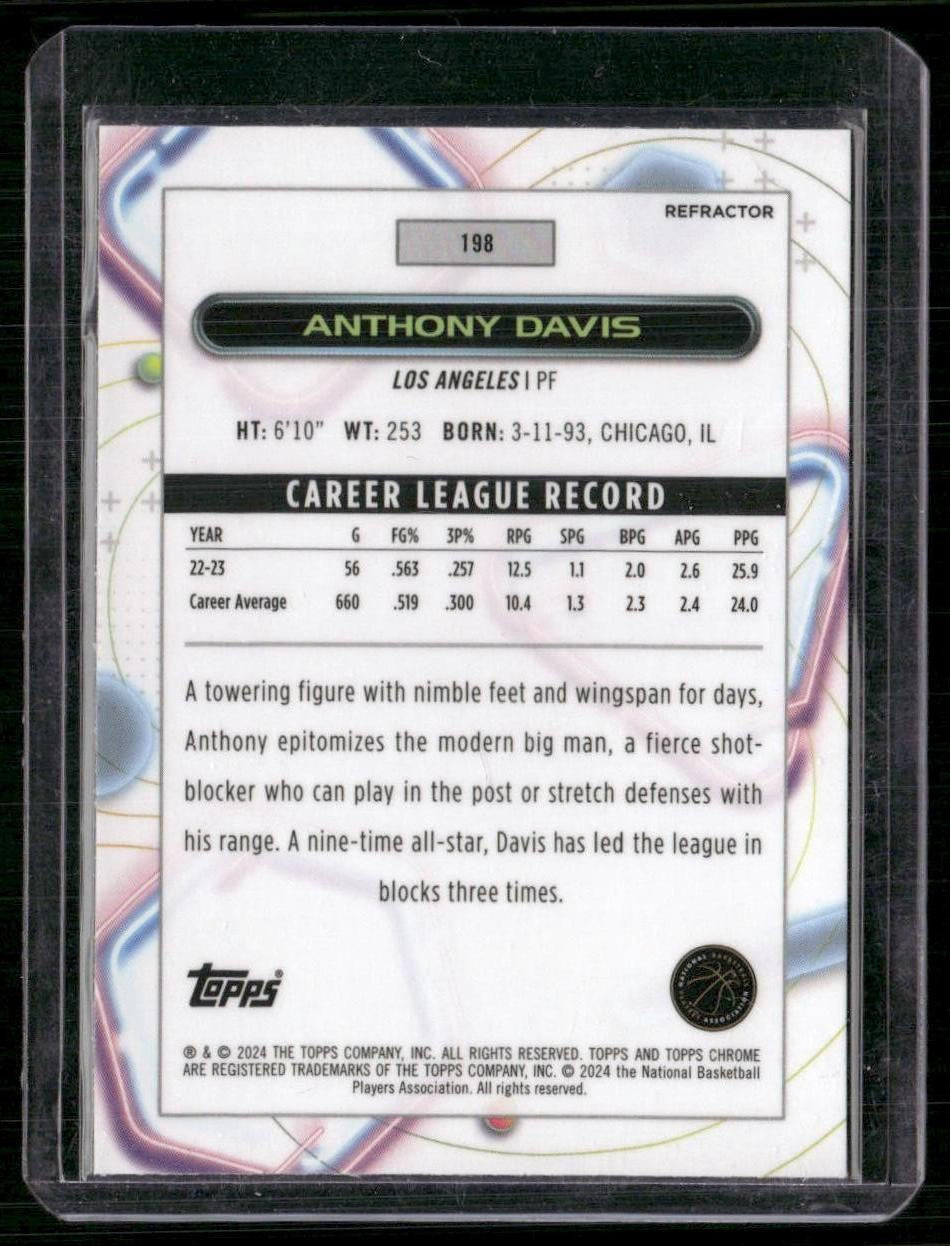 REFRACTOR
198
ANTHONY DAVIS
LOS ANGELES | PF
HT: 6'10" WT: 253 BORN: 3-11-93, CHICAGO, IL
CAREER LEAGUE RECORD
YEAR G FG% 3P% RPG SPG BPG APG PPG
22-23 56 .563 .257 12.5 1.1 2.0 2.6 25.9
Career Average 660 .519 .300 10.4 1.3 2.3 2.4 24.0
A towering figure with nimble feet and wingspan for days,
Anthony epitomizes the modern big man, a fierce shot-
blocker who can play in the post or stretch defenses with
his range. A nine-time all-star, Davis has led the league in
blocks three times.
Topps®
NATIONAL BASKETBALL PLAYERS ASSOCIATION
® & © 2024 THE TOPPS COMPANY, INC. ALL RIGHTS RESERVED. TOPPS AND TOPPS CHROME
ARE REGISTERED TRADEMARKS OF THE TOPPS COMPANY, INC. © 2024 the National Basketball
Players Association. All rights reserved.